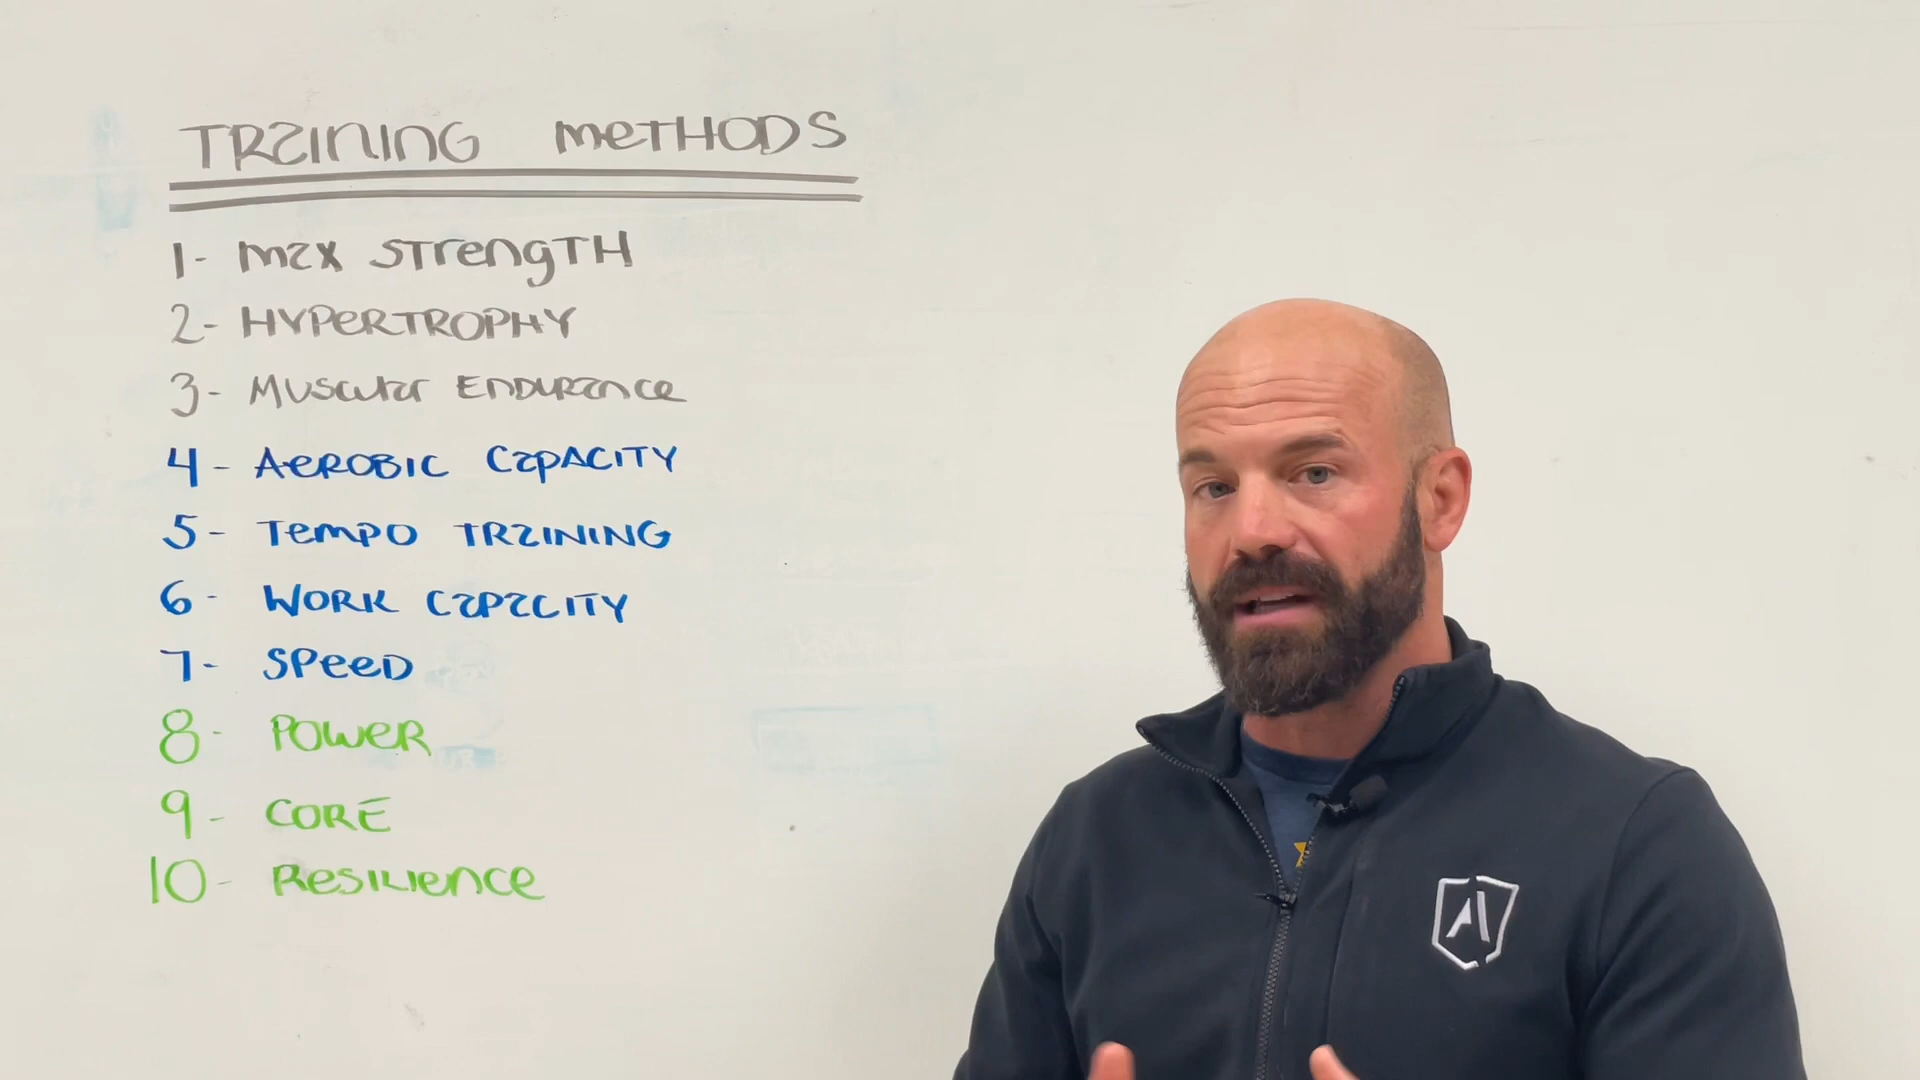 TRaINING meTHODS
1- max STrengTH
2- HYPeRTROPHY
3- Muscular ENDURance
4- AeROBIC CapACITY
5- Tempo TRaINING
6- WORK CaPaCITY
7- SPeeD
8- POWeR
9- CORE
10- ResILIence